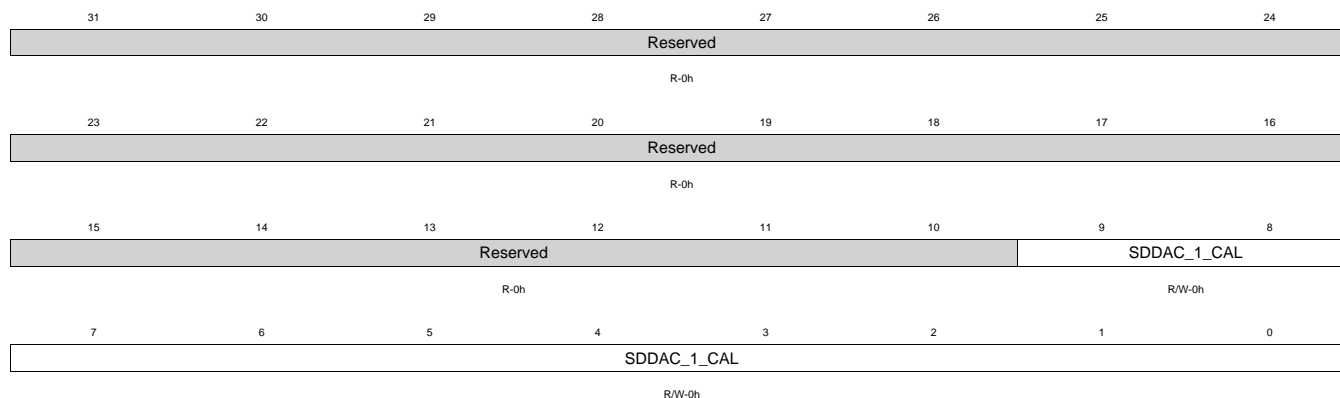 31 30 29 28 27 26 25 24
Reserved
R-0h
23 22 21 20 19 18 17 16
Reserved
R-0h
15 14 13 12 11 10 9 8
Reserved SDDAC_1_CAL
R-0h R/W-0h
7 6 5 4 3 2 1 0
SDDAC_1_CAL
R/W-0h